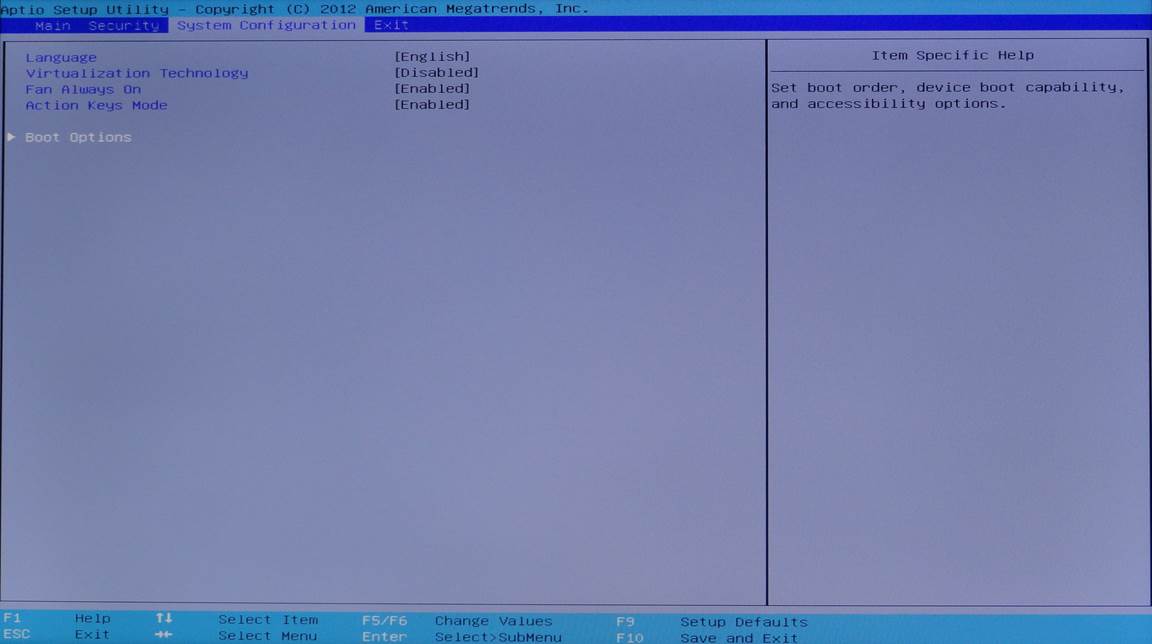 Aptio Setup Utility - Copyright (C) 2012 American Megatrends, Inc.
Main Security System Configuration Exit
Language [English]
Virtualization Technology [Disabled]
Fan Always On [Enabled]
Action Keys Mode [Enabled]
▶ Boot Options
Item Specific Help
Set boot order, device boot capability,
and accessibility options.
F1 Help ↑↓ Select Item F5/F6 Change Values F9 Setup Defaults
ESC Exit →← Select Menu Enter Select>SubMenu F10 Save and Exit